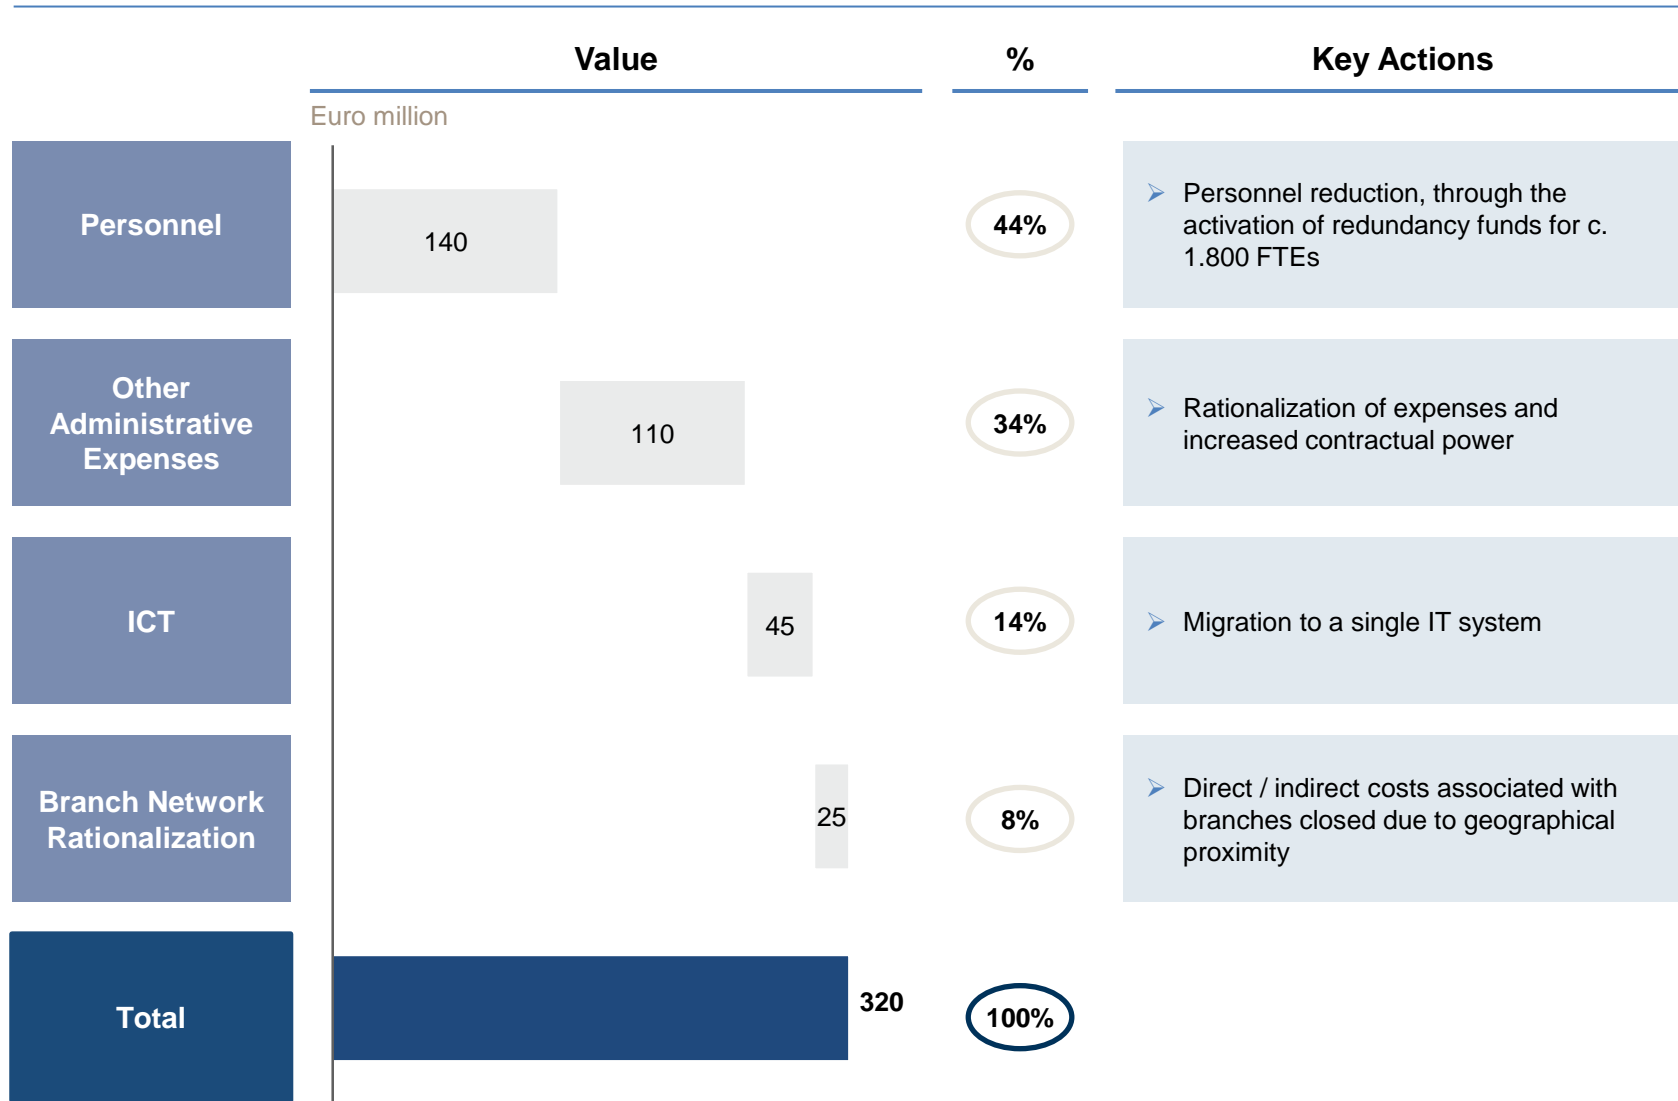 Value
%
Key Actions
Euro million
Personnel
140
44%
➢ Personnel reduction, through the
activation of redundancy funds for c.
1.800 FTEs
Other
Administrative
Expenses
110
34%
➢ Rationalization of expenses and
increased contractual power
ICT
45
14%
➢ Migration to a single IT system
Branch Network
Rationalization
25
8%
➢ Direct / indirect costs associated with
branches closed due to geographical
proximity
Total
320
100%